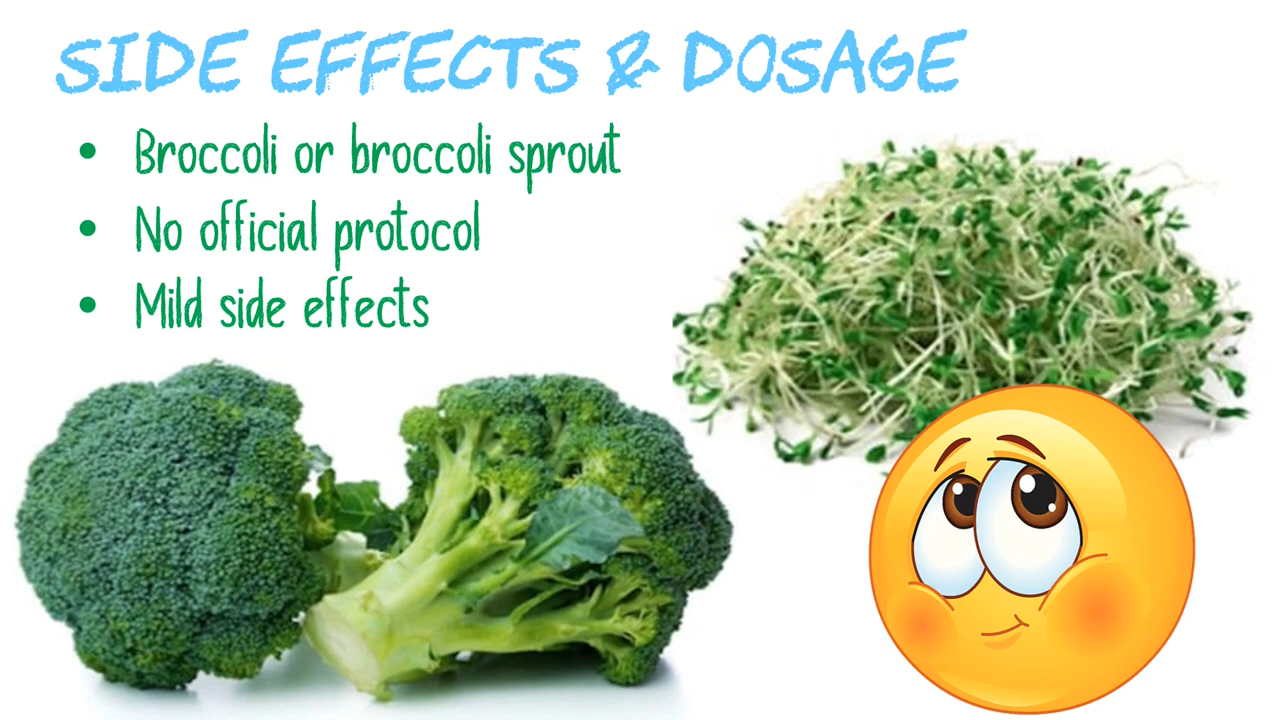 SIDE EFFECTS & DOSAGE
• Broccoli or broccoli sprout
• No official protocol
• Mild side effects